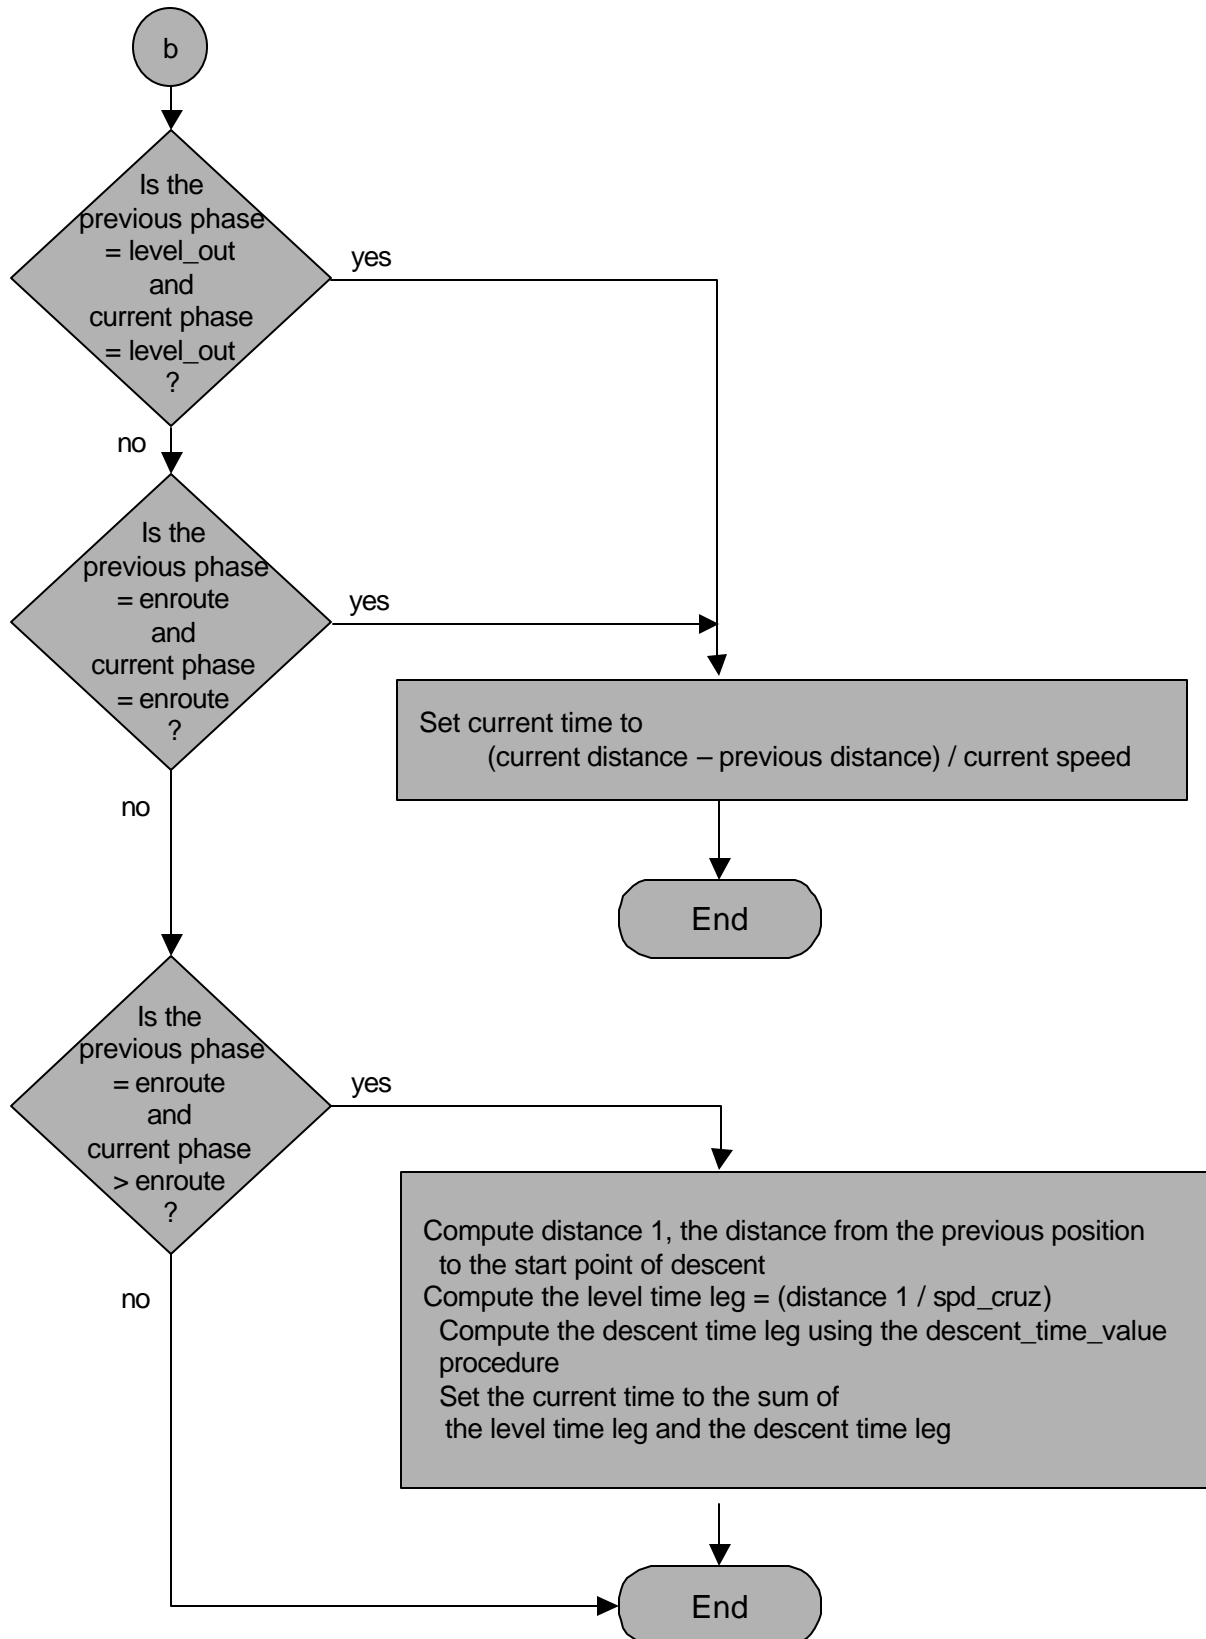 b
Is the
previous phase
= level_out
and
current phase
= level_out
?
yes
no
Is the
previous phase
= enroute
and
current phase
= enroute
?
yes
Set current time to
(current distance – previous distance) / current speed
no
End
Is the
previous phase
= enroute
and
current phase
> enroute
?
yes
Compute distance 1, the distance from the previous position
to the start point of descent
Compute the level time leg = (distance 1 / spd_cruz)
Compute the descent time leg using the descent_time_value
procedure
Set the current time to the sum of
the level time leg and the descent time leg
no
End